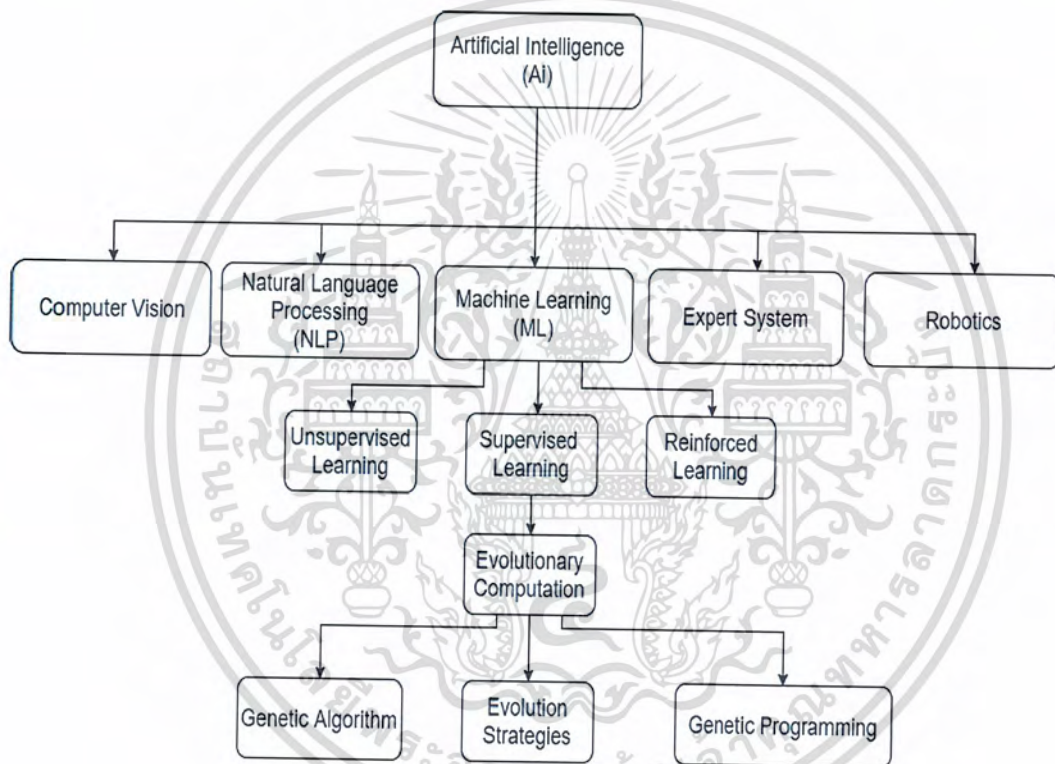 Artificial Intelligence
(Ai)
Computer Vision
Natural Language
Processing
(NLP)
Machine Learning
(ML)
Expert System
Robotics
Unsupervised
Learning
Supervised
Learning
Reinforced
Learning
Evolutionary
Computation
Genetic Algorithm
Evolution
Strategies
Genetic Programming